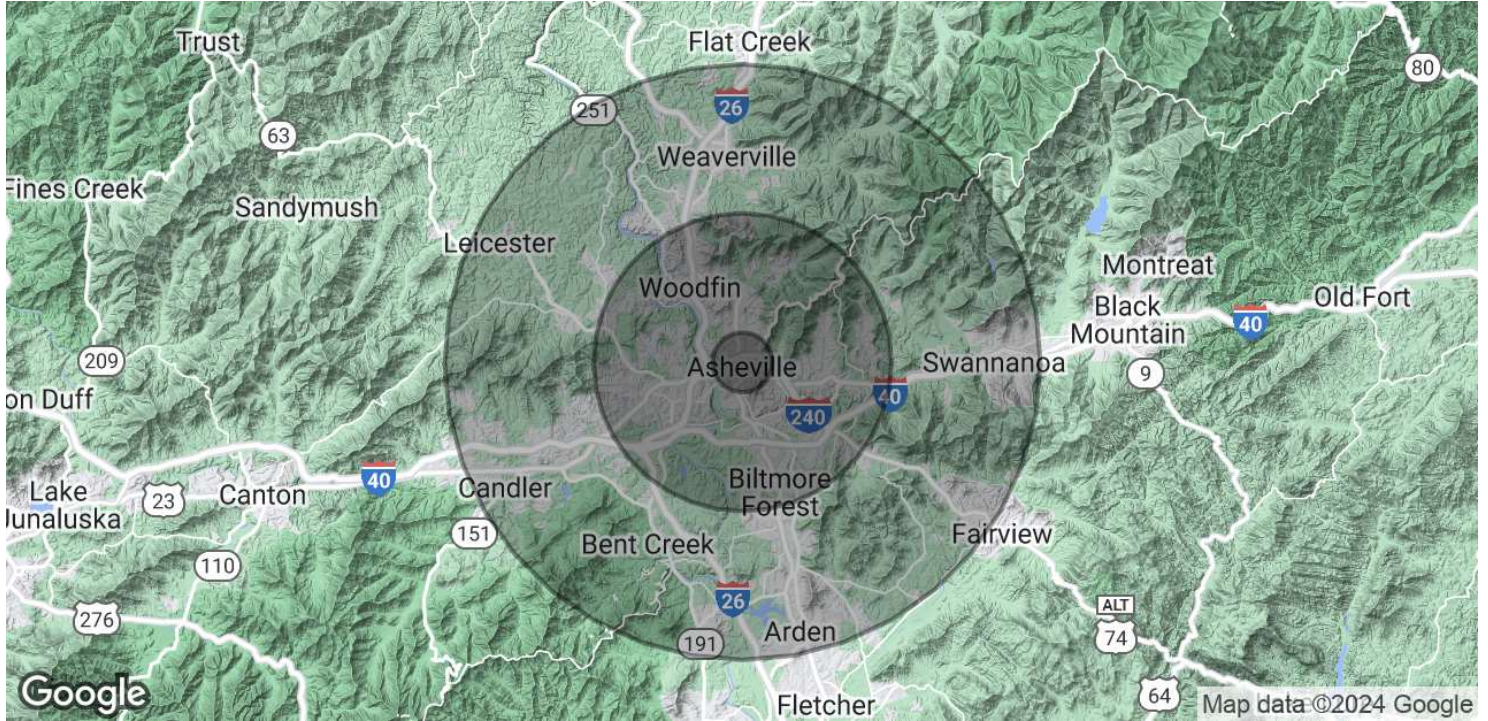 Trust
Flat Creek
80
251
26
63
Weaverville
Fines Creek
Sandymush
Leicester
Montreat
Woodfin
Old Fort
Black
Mountain
40
209
Asheville
Swannanoa
9
on Duff
40
240
Lake
Junaluska
23
Canton
40
Candler
Biltmore
Forest
151
Fairview
Bent Creek
110
26
ALT
74
276
191
Arden
64
Google
Fletcher
Map data ©2024 Google